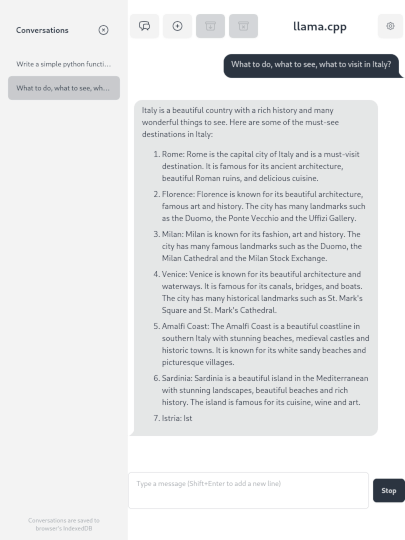 Conversations
Write a simple python functi...
What to do, what to see, wh...
Conversations are saved to
browser's IndexedDB
llama.cpp
What to do, what to see, what to visit in Italy?
Italy is a beautiful country with a rich history and many
wonderful things to see. Here are some of the must-see
destinations in Italy:
1. Rome: Rome is the capital city of Italy and is a must-visit
destination. It is famous for its ancient architecture,
beautiful Roman ruins, and delicious cuisine.
2. Florence: Florence is known for its beautiful architecture,
famous art and history. The city has many landmarks such
as the Duomo, the Ponte Vecchio and the Uffizi Gallery.
3. Milan: Milan is known for its fashion, art and history. The
city has many famous landmarks such as the Duomo, the
Milan Cathedral and the Milan Stock Exchange.
4. Venice: Venice is known for its beautiful architecture and
waterways. It is famous for its canals, bridges, and boats.
The city has many historical landmarks such as St. Mark's
Square and St. Mark's Cathedral.
5. Amalfi Coast: The Amalfi Coast is a beautiful coastline in
southern Italy with stunning beaches, medieval castles and
historic towns. It is known for its white sandy beaches and
picturesque villages.
6. Sardinia: Sardinia is a beautiful island in the Mediterranean
with stunning landscapes, beautiful beaches and rich
history. The island is famous for its cuisine, wine and art.
7. Istria: Ist
Type a message (Shift+Enter to add a new line)
Stop